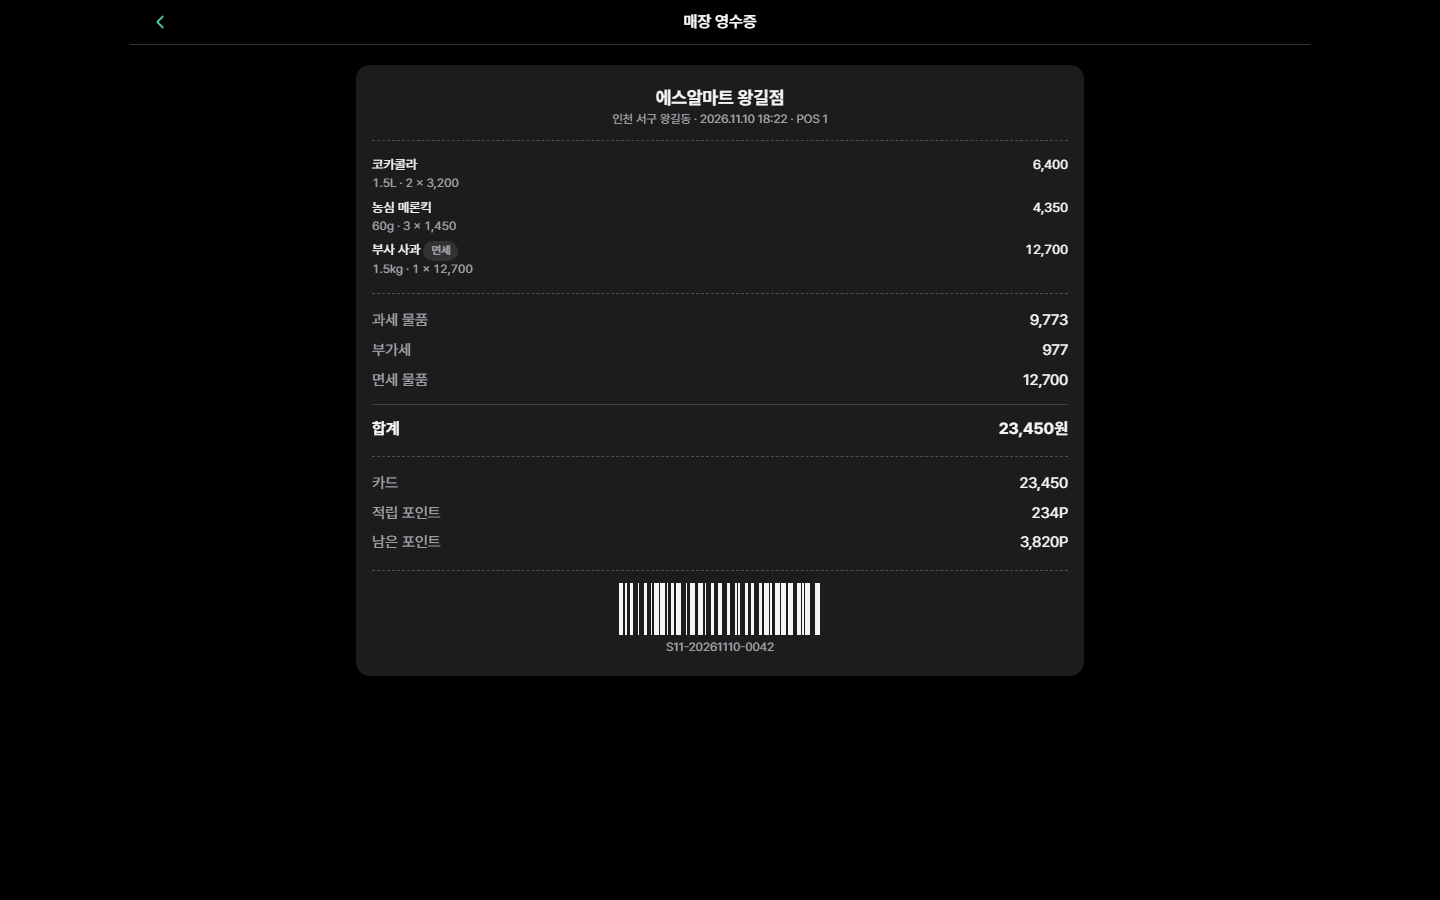 매장 영수증
에스알마트 왕길점
인천 서구 왕길동 · 2026.11.10 18:22 · POS 1
코카콜라 6,400
1.5L · 2 × 3,200
농심 메론킥 4,350
60g · 3 × 1,450
부사 사과 면세 12,700
1.5kg · 1 × 12,700
과세 물품 9,773
부가세 977
면세 물품 12,700
합계 23,450원
카드 23,450
적립 포인트 234P
남은 포인트 3,820P
S11-20261110-0042